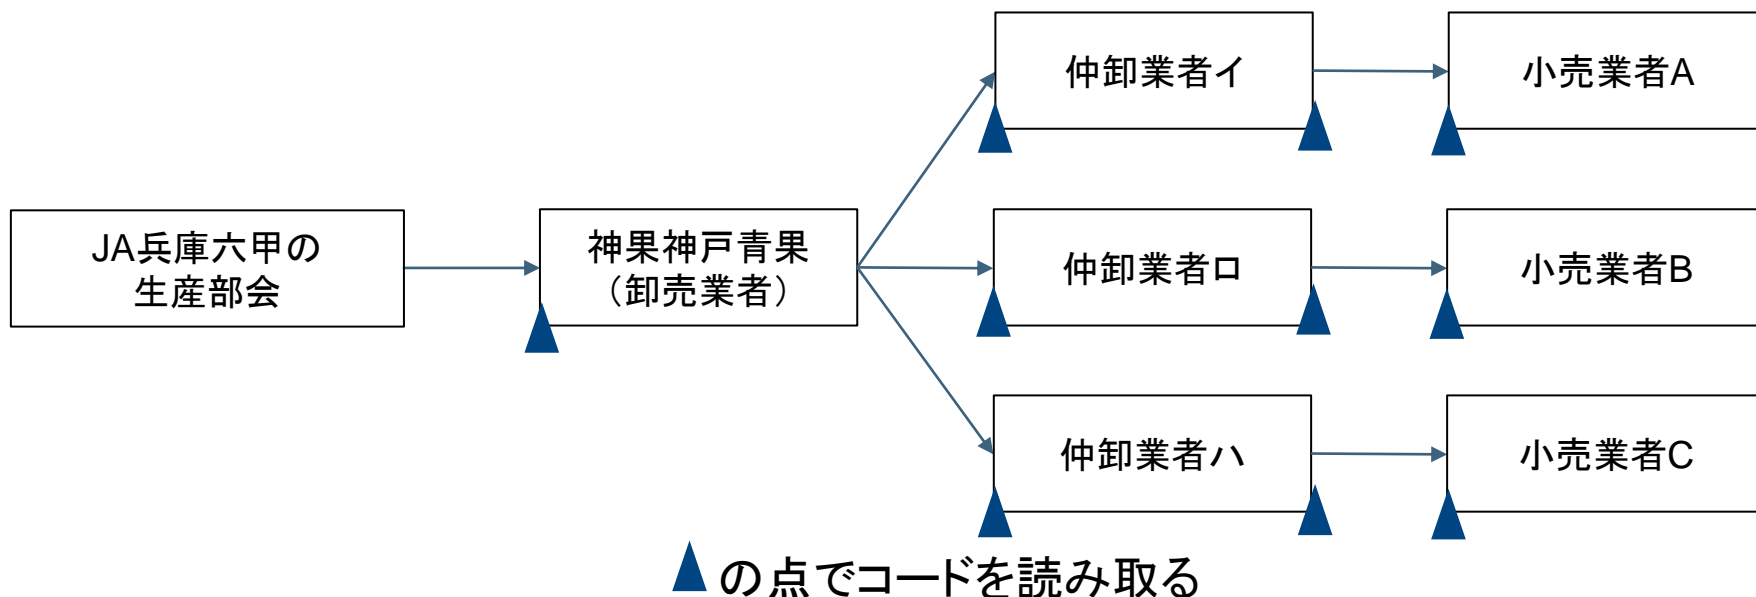 仲卸業者イ
小売業者A
JA兵庫六甲の
生産部会
神果神戸青果
（卸売業者）
仲卸業者ロ
小売業者B
仲卸業者ハ
小売業者C
の点でコードを読み取る